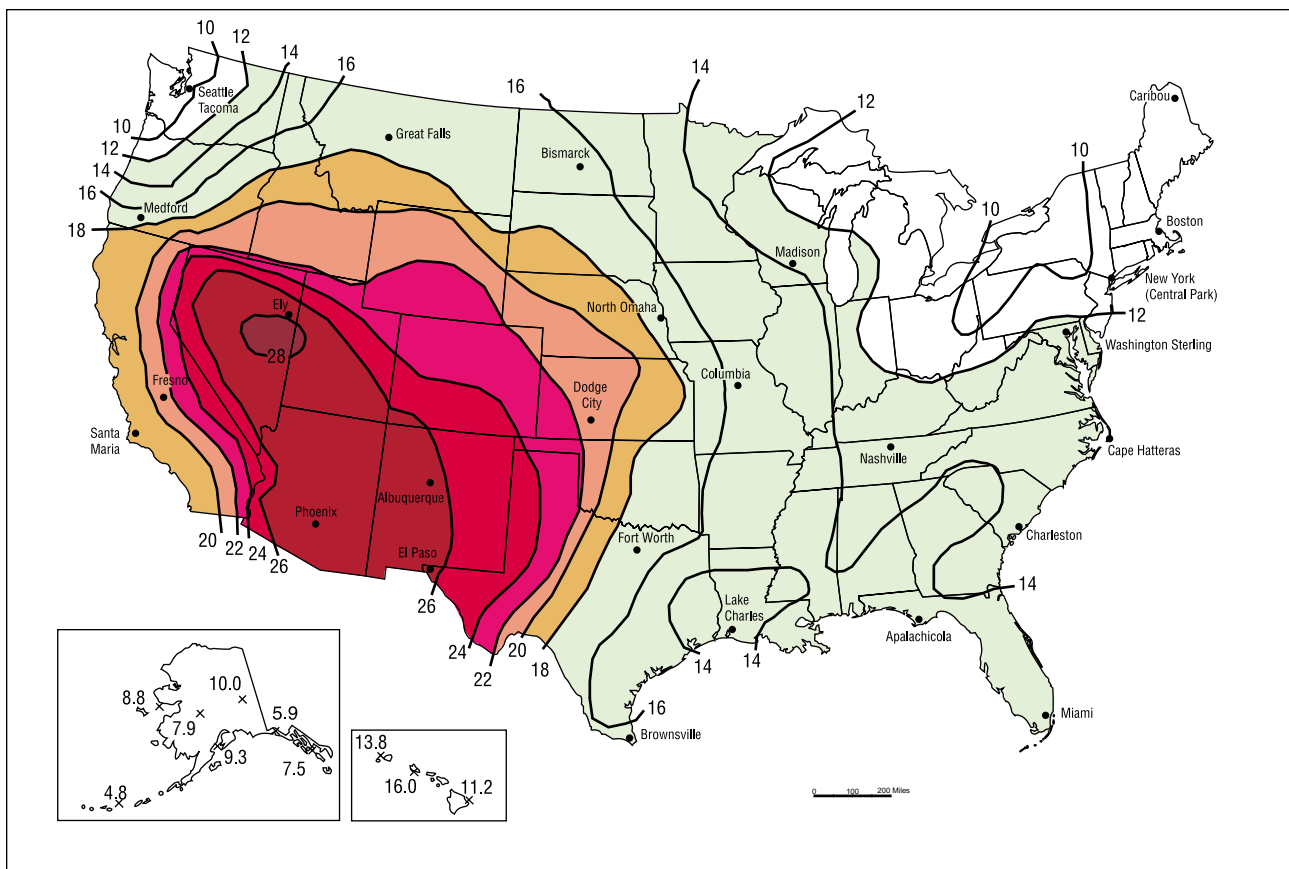 10
12
14
16
16
14
12
10
10
12
14
16
18
Seattle
Tacoma
Great Falls
Bismarck
Caribou
Medford
Boston
Madison
New York
(Central Park)
12
Ely
North Omaha
Washington Sterling
28
Fresno
Columbia
Dodge
City
Santa
Maria
Nashville
Cape Hatteras
Albuquerque
Phoenix
Fort Worth
Charleston
El Paso
20
22
24
26
26
24
22
20
18
14
14
14
16
Lake
Charles
Apalachicola
Miami
Brownsville
8.8
10.0
7.9
5.9
9.3
7.5
4.8
13.8
16.0
11.2
0 100 200 Miles